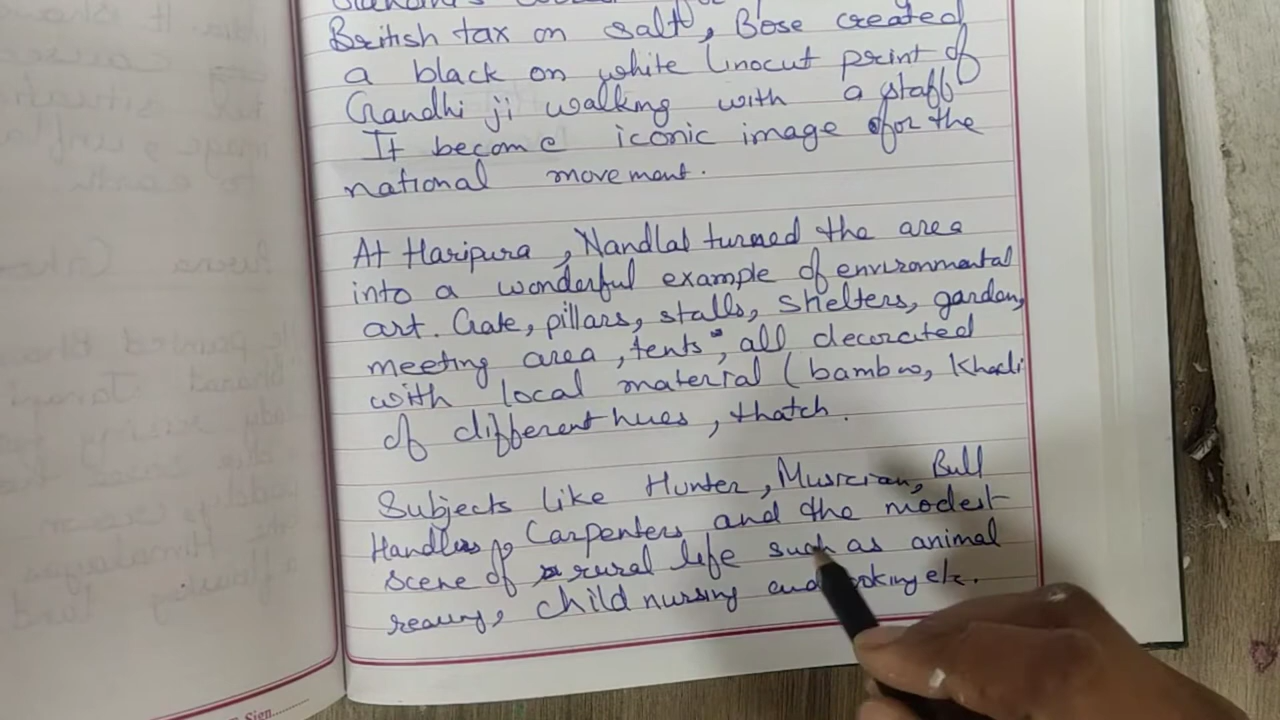 British tax on salt, Bose created
a black on white linocut print of
Gandhi ji walking with a staff
It become iconic image for the
national movement.
At Haripura, Nandlal turned the area
into a wonderful example of environmental
art. Gate, pillars, stalls, shelters, garden,
meeting area, tents, all decorated
with local material (bamboo, Khadi
of different hues, thatch.
Subjects like Hunter, Musician, Bull
Handlers, Carpenters and the modest
scene of rural life such as animal
rearing, child nursing and
etc.
Sign..........